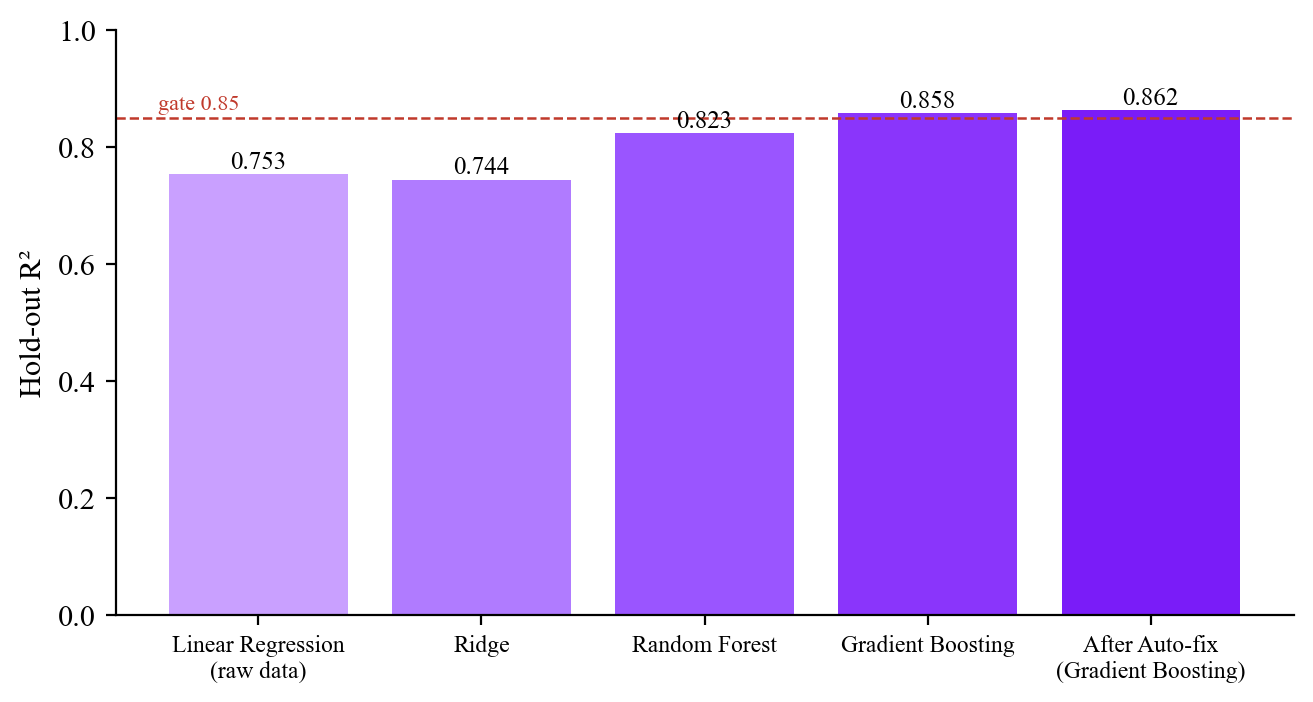 1.0
gate 0.85
0.753
0.744
0.823
0.858
0.862
0.8
0.6
0.4
0.2
0.0
Hold-out R²
Linear Regression
(raw data)
Ridge
Random Forest
Gradient Boosting
After Auto-fix
(Gradient Boosting)